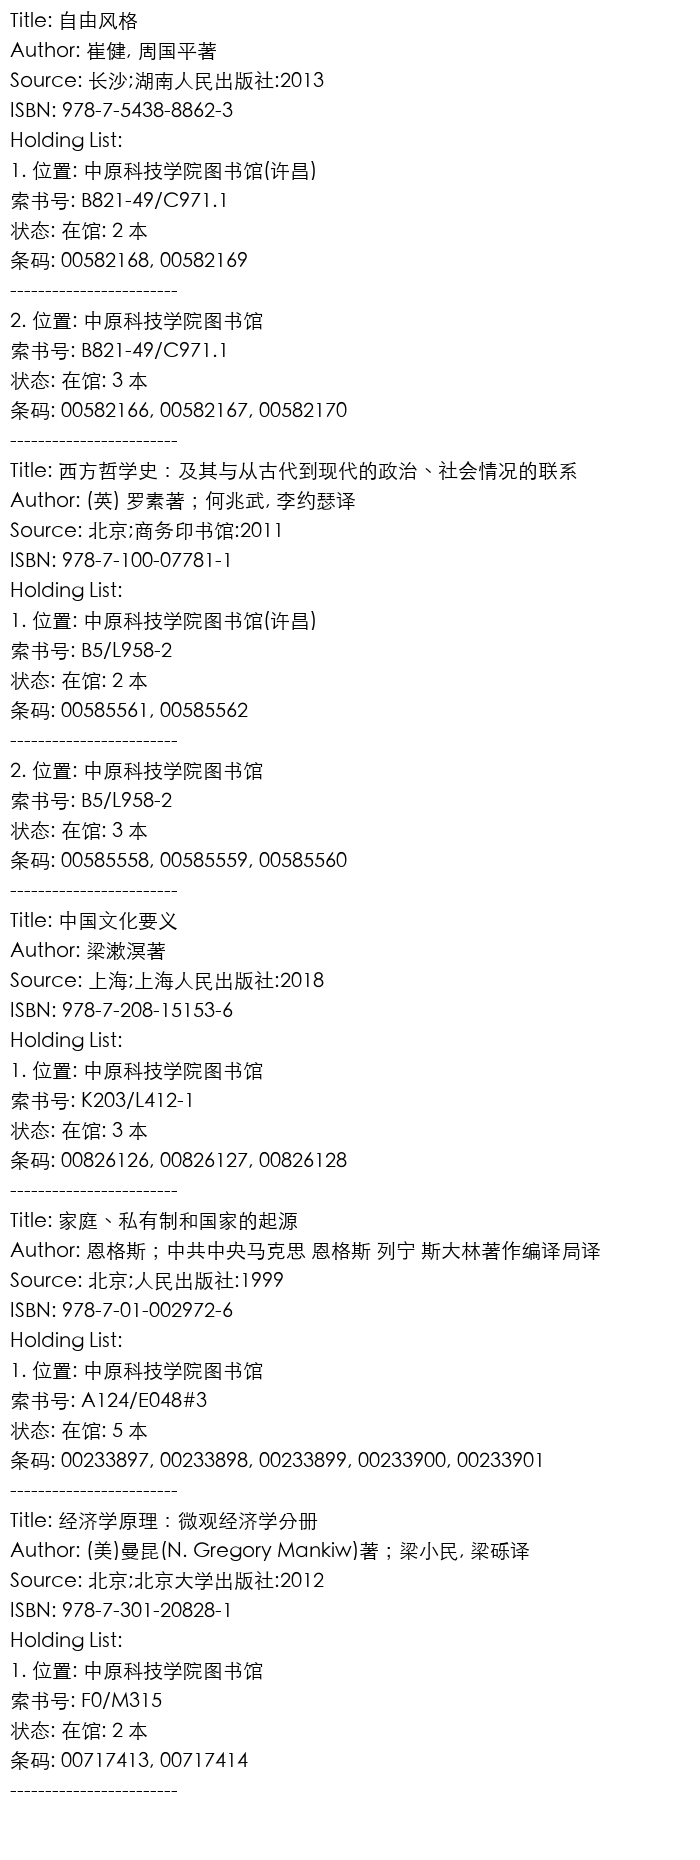 Title: 自由风格
Author: 崔健, 周国平著
Source: 长沙;湖南人民出版社:2013
ISBN: 978-7-5438-8862-3
Holding List:
1. 位置: 中原科技学院图书馆(许昌)
索书号: B821-49/C971.1
状态: 在馆: 2 本
条码: 00582168, 00582169
------------------------
2. 位置: 中原科技学院图书馆
索书号: B821-49/C971.1
状态: 在馆: 3 本
条码: 00582166, 00582167, 00582170
------------------------
Title: 西方哲学史：及其与从古代到现代的政治、社会情况的联系
Author: (英) 罗素著；何兆武, 李约瑟译
Source: 北京;商务印书馆:2011
ISBN: 978-7-100-07781-1
Holding List:
1. 位置: 中原科技学院图书馆(许昌)
索书号: B5/L958-2
状态: 在馆: 2 本
条码: 00585561, 00585562
------------------------
2. 位置: 中原科技学院图书馆
索书号: B5/L958-2
状态: 在馆: 3 本
条码: 00585558, 00585559, 00585560
------------------------
Title: 中国文化要义
Author: 梁漱溟著
Source: 上海;上海人民出版社:2018
ISBN: 978-7-208-15153-6
Holding List:
1. 位置: 中原科技学院图书馆
索书号: K203/L412-1
状态: 在馆: 3 本
条码: 00826126, 00826127, 00826128
------------------------
Title: 家庭、私有制和国家的起源
Author: 恩格斯；中共中央马克思 恩格斯 列宁 斯大林著作编译局译
Source: 北京;人民出版社:1999
ISBN: 978-7-01-002972-6
Holding List:
1. 位置: 中原科技学院图书馆
索书号: A124/E048#3
状态: 在馆: 5 本
条码: 00233897, 00233898, 00233899, 00233900, 00233901
------------------------
Title: 经济学原理：微观经济学分册
Author: (美)曼昆(N. Gregory Mankiw)著；梁小民, 梁砾译
Source: 北京;北京大学出版社:2012
ISBN: 978-7-301-20828-1
Holding List:
1. 位置: 中原科技学院图书馆
索书号: F0/M315
状态: 在馆: 2 本
条码: 00717413, 00717414
------------------------